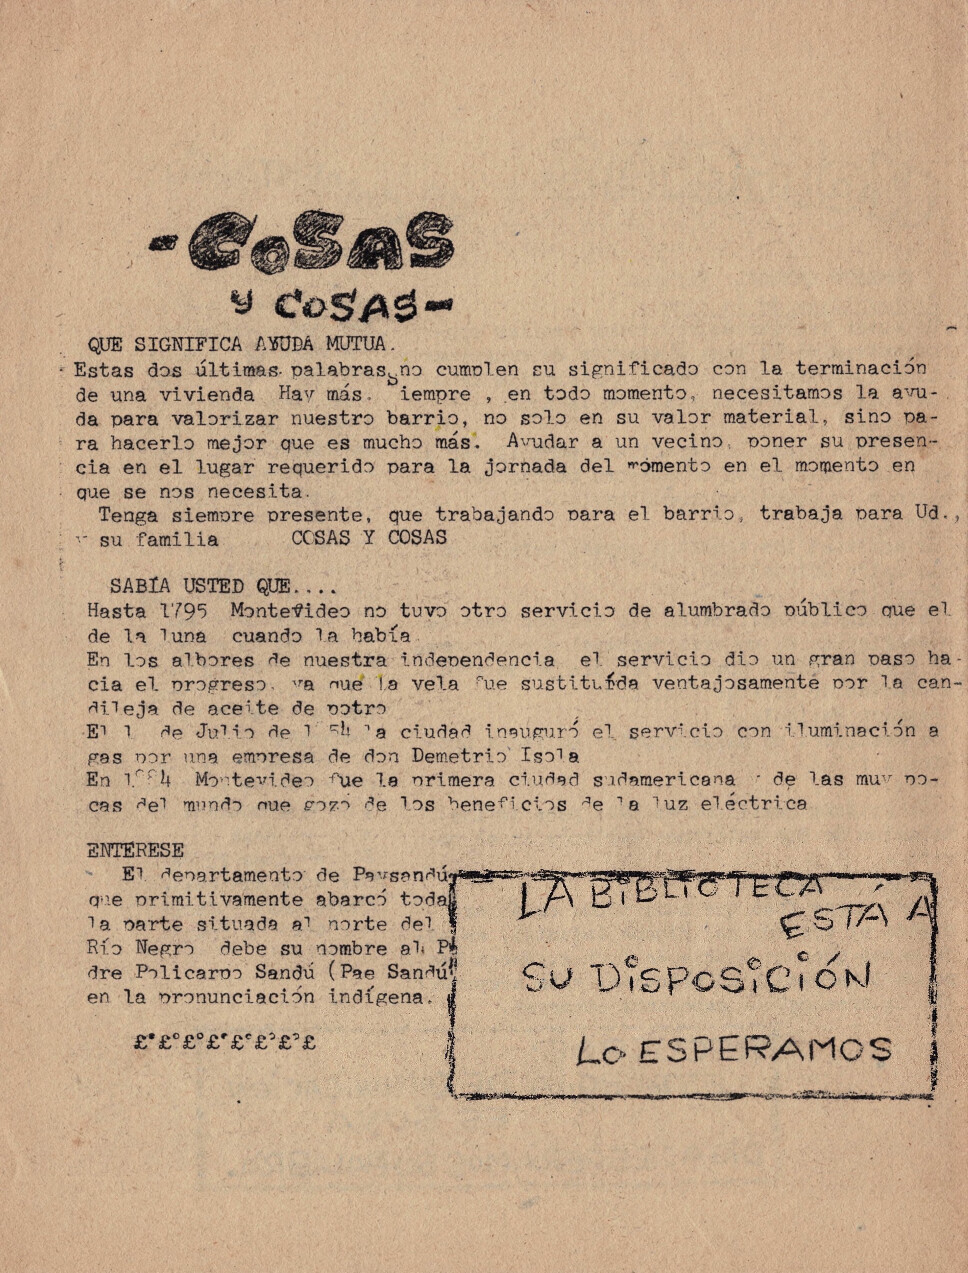 -COSAS
Y COSAS-
QUE SIGNIFICA AYUDA MUTUA.
Estas dos últimas palabras no cumplen su significado con la terminación
de una vivienda Hay más. Siempre , en todo momento, necesitamos la ayu-
da para valorizar nuestro barrio, no solo en su valor material, sino pa-
ra hacerlo mejor que es mucho más. Ayudar a un vecino, poner su presen-
cia en el lugar requerido para la jornada del momento en el momento en
que se nos necesita.
Tenga siempre presente, que trabajando para el barrio, trabaja para Ud.,
y su familia COSAS Y COSAS
SABÍA USTED QUE....
Hasta 1795 Montevideo no tuvo otro servicio de alumbrado público que el
de la luna cuando la había.
En los albores de nuestra independencia el servicio dio un gran paso ha-
cia el progreso, ya que la vela fue sustituída ventajosamente por la can-
dileja de aceite de potro
El 1 de Julio de la ciudad inauguró el servicio con iluminación a
gas por una empresa de don Demetrio Isola
En Montevideo fue la primera ciudad sudamericana y de las muy po-
cas del mundo que gozó de los beneficios de la luz eléctrica
ENTERESE
El departamento de Paysandú
que primitivamente abarcó toda
la parte situada al norte del
Río Negro debe su nombre al Pa
dre Policarpo Sandú (Pae Sandú
en la pronunciación indígena.
LA BIBLIOTECA
ESTÁ A
SU DISPOSICIÓN
LO ESPERAMOS